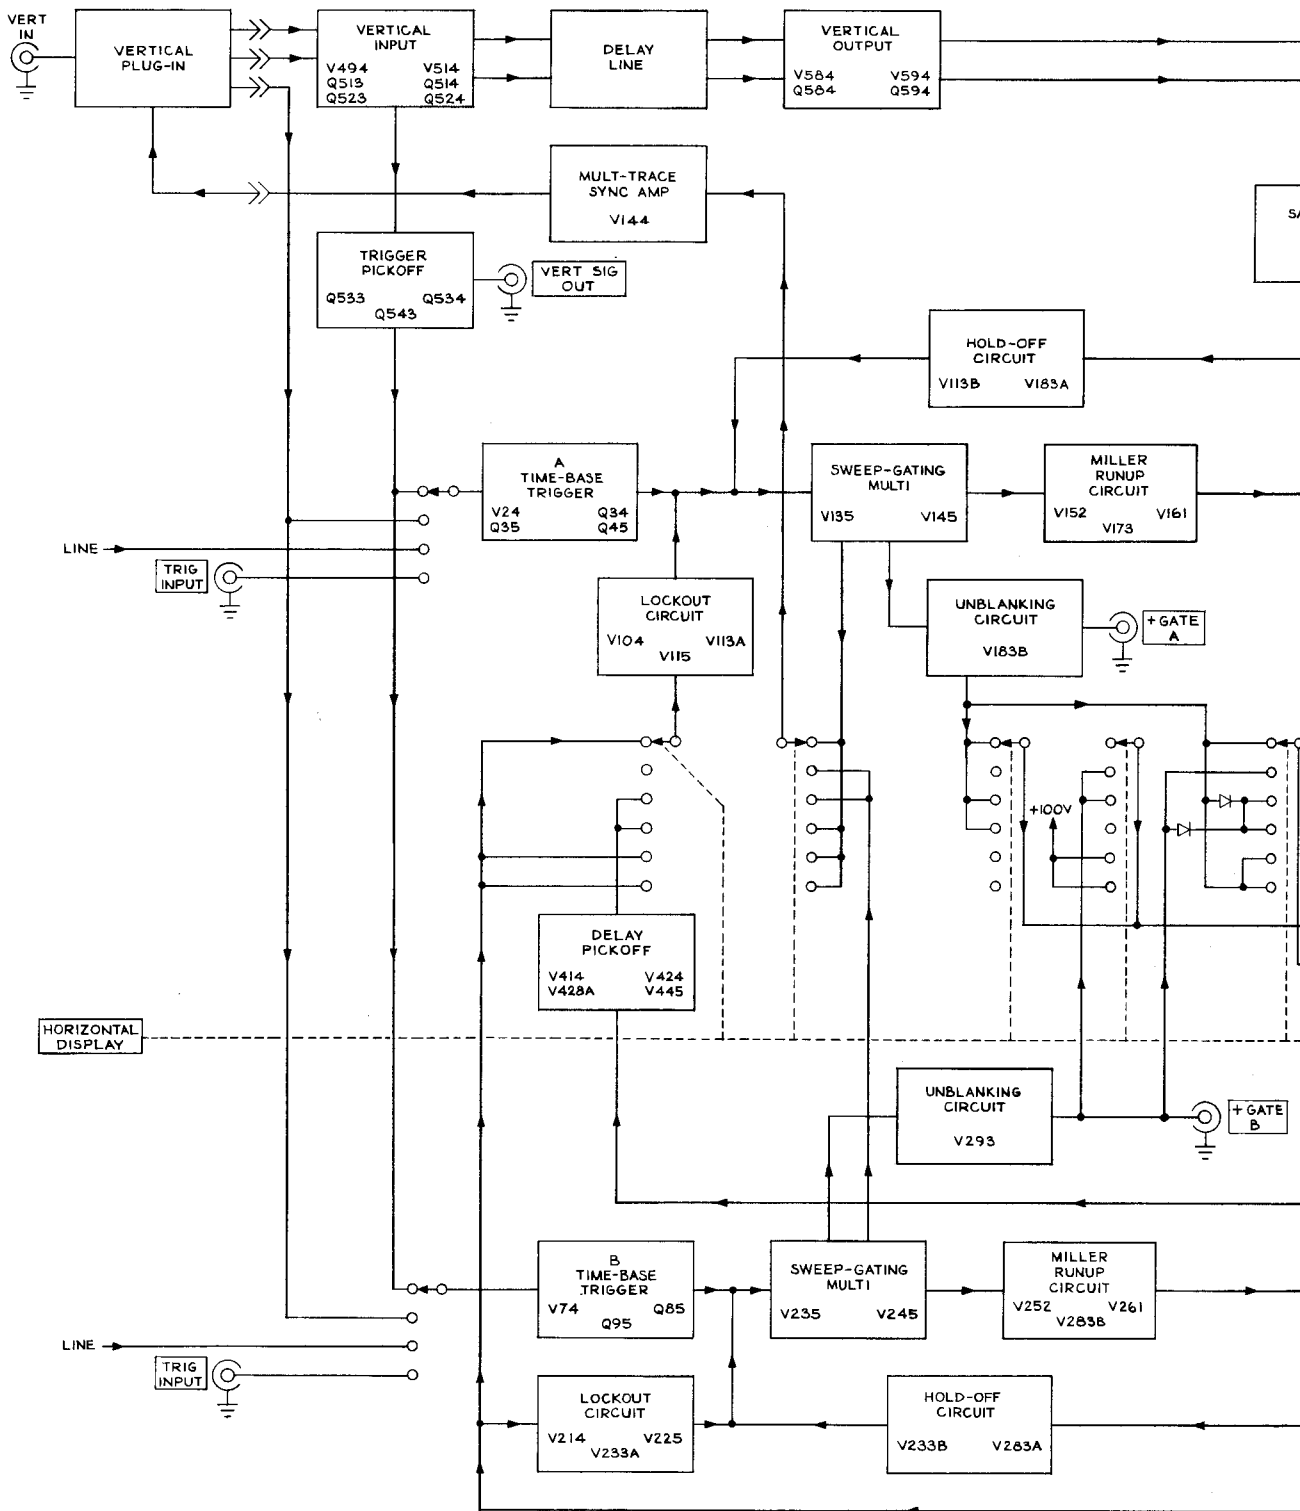 VERT
IN
VERTICAL
PLUG-IN
VERTICAL
INPUT
V494 V514
Q513 Q514
Q523 Q524
DELAY
LINE
VERTICAL
OUTPUT
V584 V594
Q584 Q594
MULT-TRACE
SYNC AMP
V144
SA
TRIGGER
PICKOFF
Q533 Q534
Q543
VERT SIG
OUT
HOLD-OFF
CIRCUIT
V113B V183A
A
TIME-BASE
TRIGGER
V24 Q34
Q35 Q45
SWEEP-GATING
MULTI
V135 V145
MILLER
RUNUP
CIRCUIT
V152 V161
V173
LINE
TRIG
INPUT
LOCKOUT
CIRCUIT
V104 V113A
V115
UNBLANKING
CIRCUIT
V183B
+GATE
A
+100V
DELAY
PICKOFF
V414 V424
V428A V445
HORIZONTAL
DISPLAY
UNBLANKING
CIRCUIT
V293
+GATE
B
B
TIME-BASE
TRIGGER
V74 Q85
Q95
SWEEP-GATING
MULTI
V235 V245
MILLER
RUNUP
CIRCUIT
V252 V261
V283B
LINE
TRIG
INPUT
LOCKOUT
CIRCUIT
V214 V225
V233A
HOLD-OFF
CIRCUIT
V233B V283A